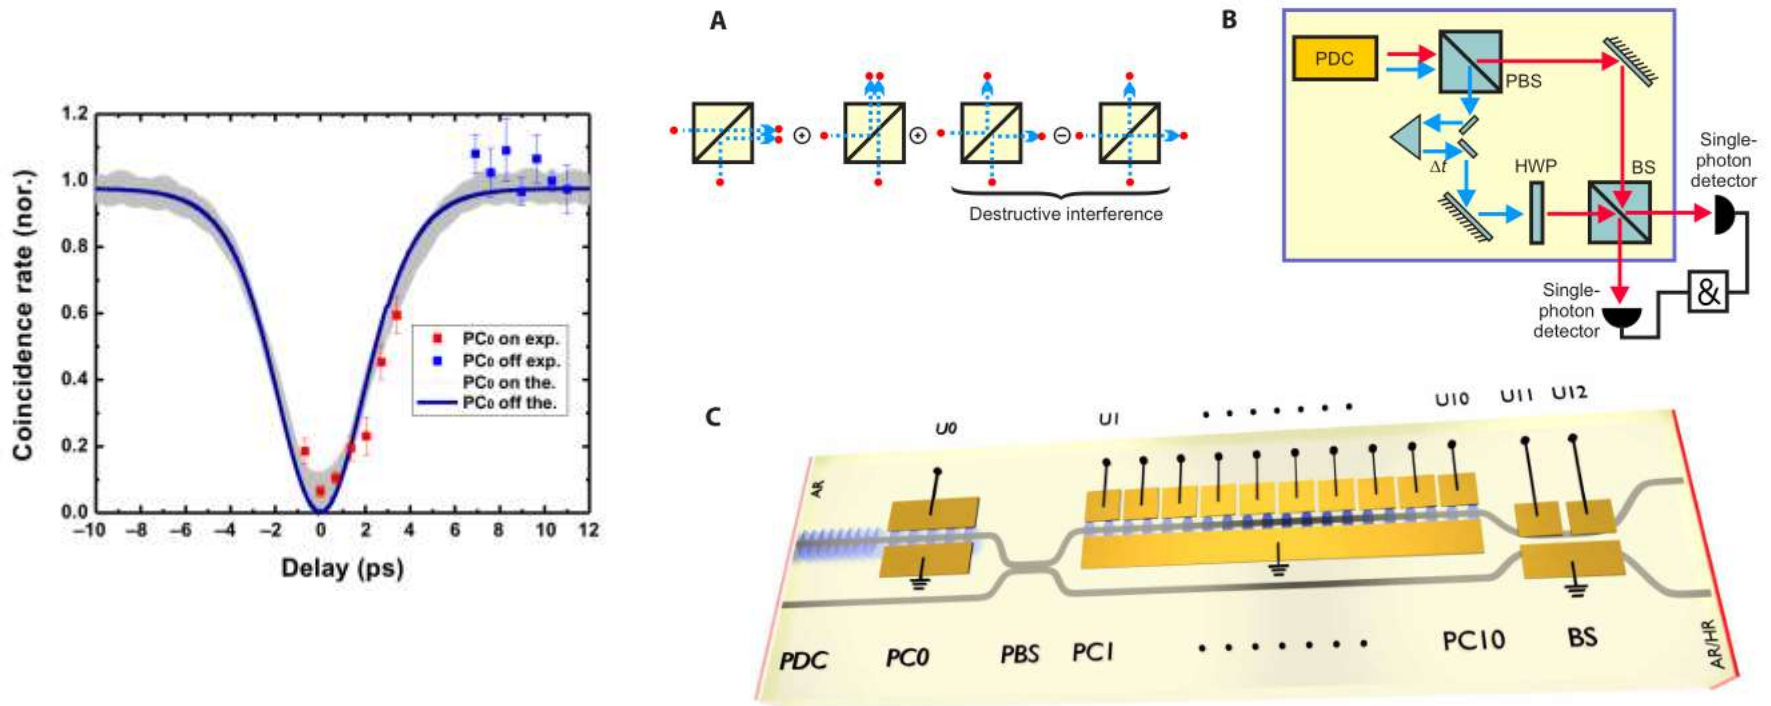 1.2
1.0
0.8
0.6
0.4
0.2
0.0
Coincidence rate (nor.)
PC0 on exp.
PC0 off exp.
PC0 on the.
PC0 off the.
−10 −8 −6 −4 −2 0 2 4 6 8 10 12
Delay (ps)
A
Destructive interference
B
PDC
PBS
Δt
HWP
BS
Single-
photon
detector
Single-
photon
detector
&
C
U0 U1 U10 U11 U12
AR
PDC PC0 PBS PC1 PC10 BS
AR/HR